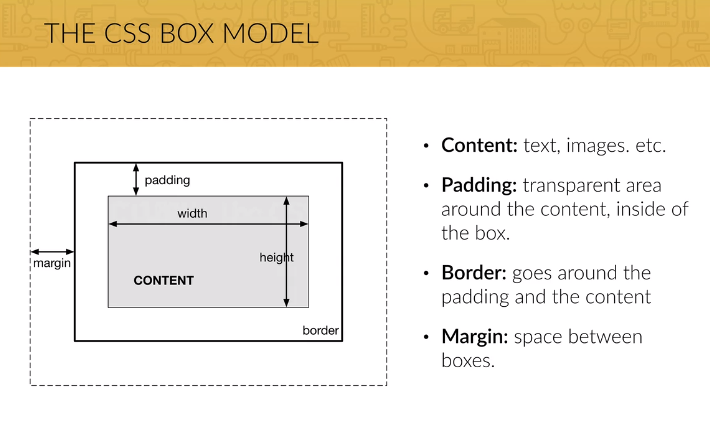 THE CSS BOX MODEL
padding
width
height
margin
CONTENT
border
• Content: text, images. etc.
• Padding: transparent area
around the content, inside of
the box.
• Border: goes around the
padding and the content
• Margin: space between
boxes.